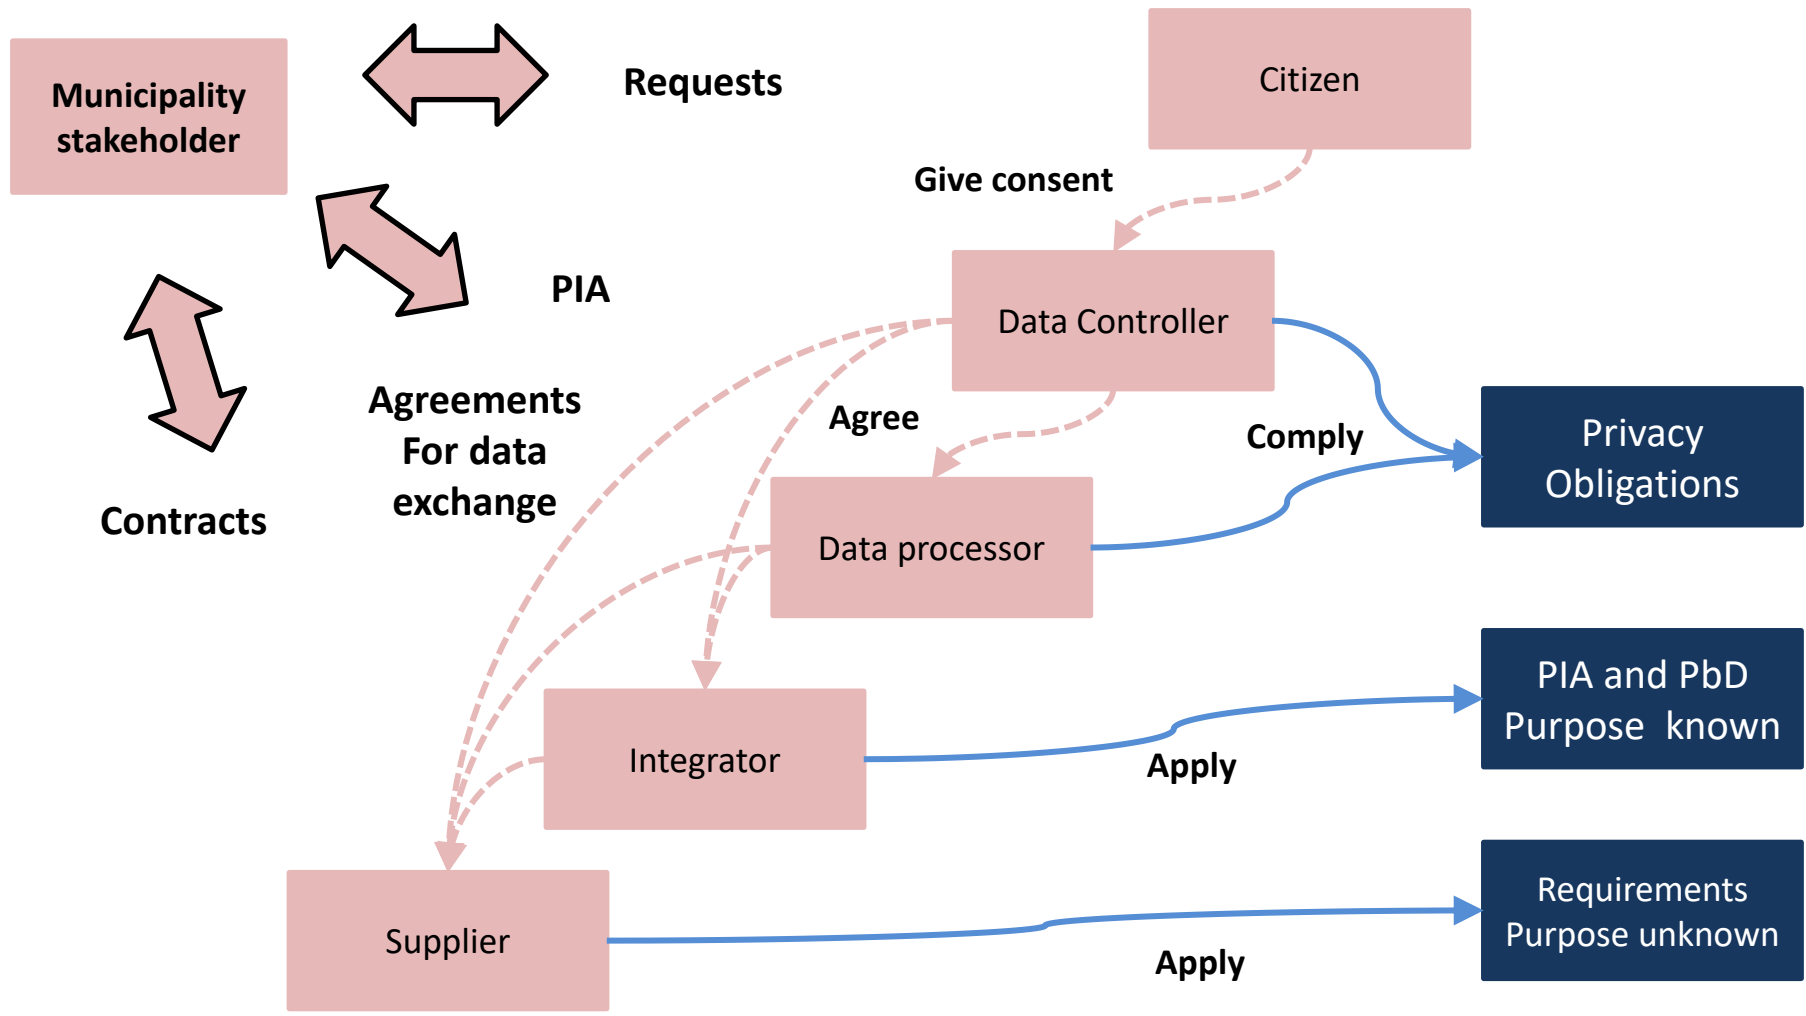 Municipality
stakeholder
Requests
Citizen
Give consent
PIA
Data Controller
Agreements
For data
exchange
Agree
Comply
Privacy
Obligations
Contracts
Data processor
PIA and PbD
Purpose  known
Integrator
Apply
Requirements
Purpose unknown
Supplier
Apply